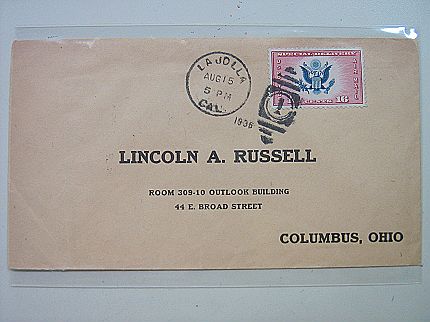 LA JOLLA
AUG 15
5 PM
CAL.
1936
1
SPECIAL DELIVERY
AIR MAIL
16
LINCOLN A. RUSSELL
ROOM 309-10 OUTLOOK BUILDING
44 E. BROAD STREET
COLUMBUS, OHIO